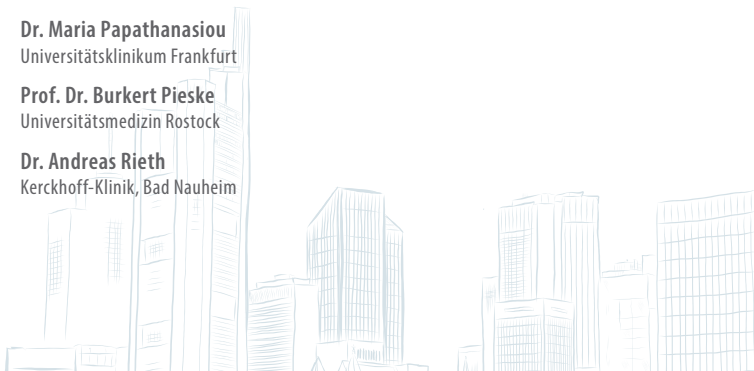 Dr. Maria Papathanasiou
Universitätsklinikum Frankfurt
Prof. Dr. Burkert Pieske
Universitätsmedizin Rostock
Dr. Andreas Rieth
Kerckhoff-Klinik, Bad Nauheim